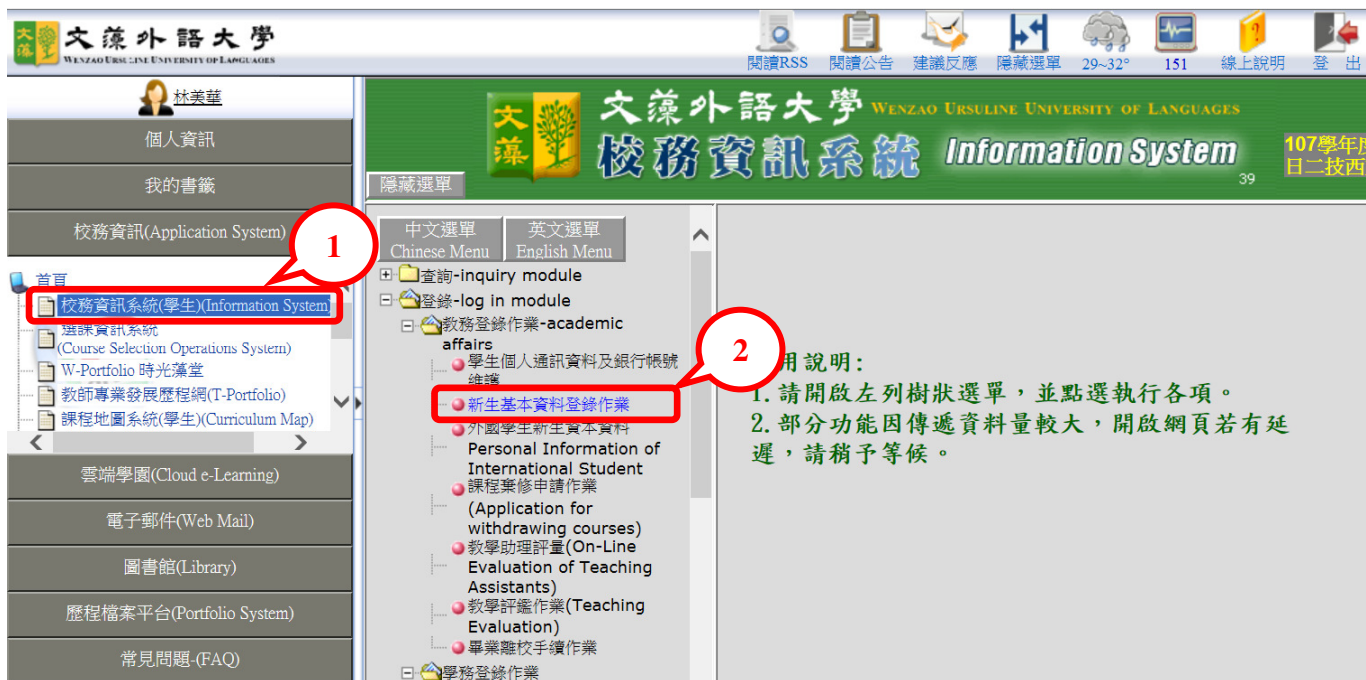 文藻
文藻外語大學
WENZAO URSULINE UNIVERSITY OF LANGUAGES
閱讀RSS
閱讀公告
建議反應
隱藏選單
29~32°
151
線上說明
登 出
林美華
個人資訊
我的書籤
校務資訊(Application System)
1
首頁
校務資訊系統(學生)(Information System)
選課資訊系統
(Course Selection Operations System)
W-Portfolio 時光藻堂
教師專業發展歷程網(T-Portfolio)
課程地圖系統(學生)(Curriculum Map)
雲端學園(Cloud e-Learning)
電子郵件(Web Mail)
圖書館(Library)
歷程檔案平台(Portfolio System)
常見問題-(FAQ)
文藻
文藻外語大學 WENZAO URSULINE UNIVERSITY OF LANGUAGES
校務資訊系統 Information System
39
107學年度
日二技西
隱藏選單
中文選單
Chinese Menu
英文選單
English Menu
查詢-inquiry module
登錄-log in module
教務登錄作業-academic
affairs
學生個人通訊資料及銀行帳號
維護
2
新生基本資料登錄作業
外國學生新生資本資料
Personal Information of
International Student
課程棄修申請作業
(Application for
withdrawing courses)
教學助理評量(On-Line
Evaluation of Teaching
Assistants)
教學評鑑作業(Teaching
Evaluation)
畢業離校手續作業
學務登錄作業
用說明:
1.請開啟左列樹狀選單，並點選執行各項。
2.部分功能因傳遞資料量較大，開啟網頁若有延
遲，請稍予等候。